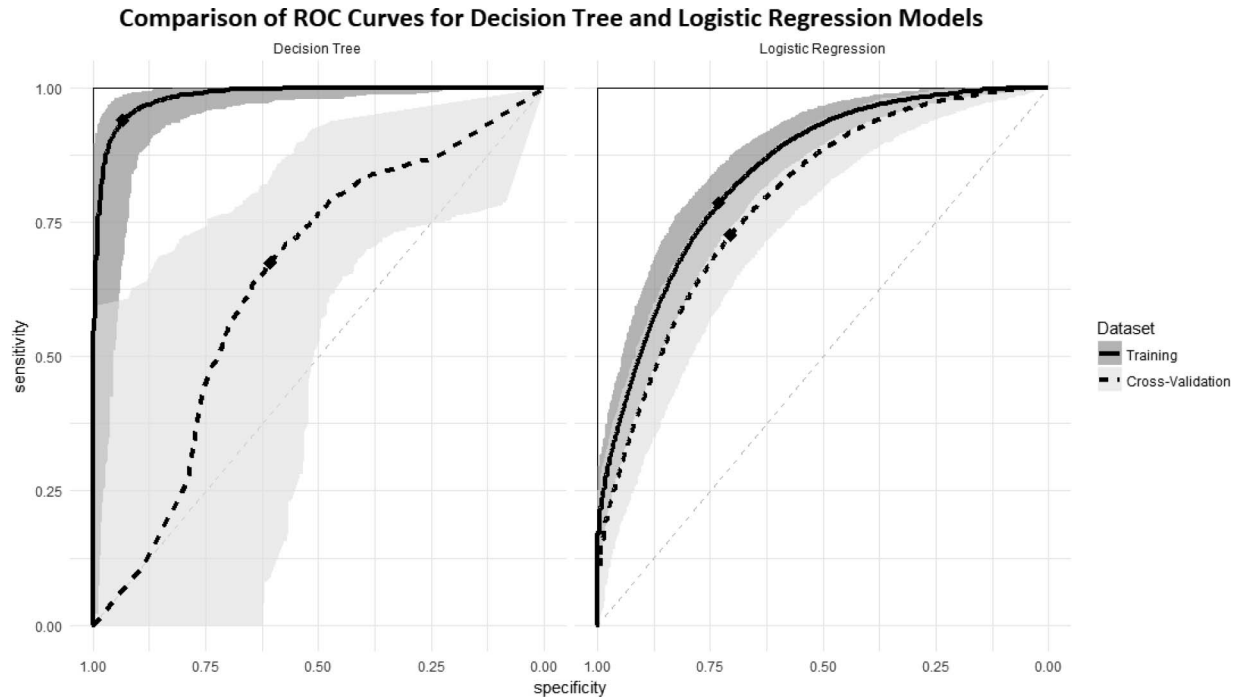 Comparison of ROC Curves for Decision Tree and Logistic Regression Models
Decision Tree
Logistic Regression
1.00
0.75
0.50
0.25
0.00
sensitivity
1.00 0.75 0.50 0.25 0.00
1.00 0.75 0.50 0.25 0.00
specificity
Dataset
Training
Cross-Validation